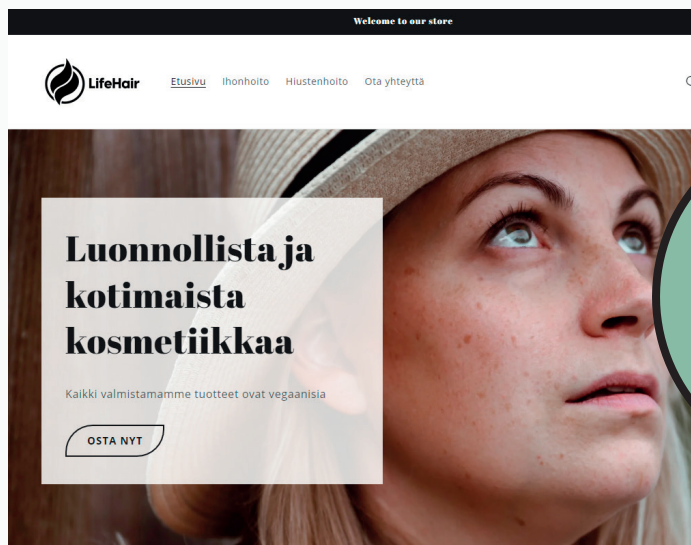 Welcome to our store
LifeHair
Etusivu Ihonhoito Hiustenhoito Ota yhteyttä
Luonnollista ja
kotimaista
kosmetiikkaa
Kaikki valmistamamme tuotteet ovat vegaanisia
OSTA NYT